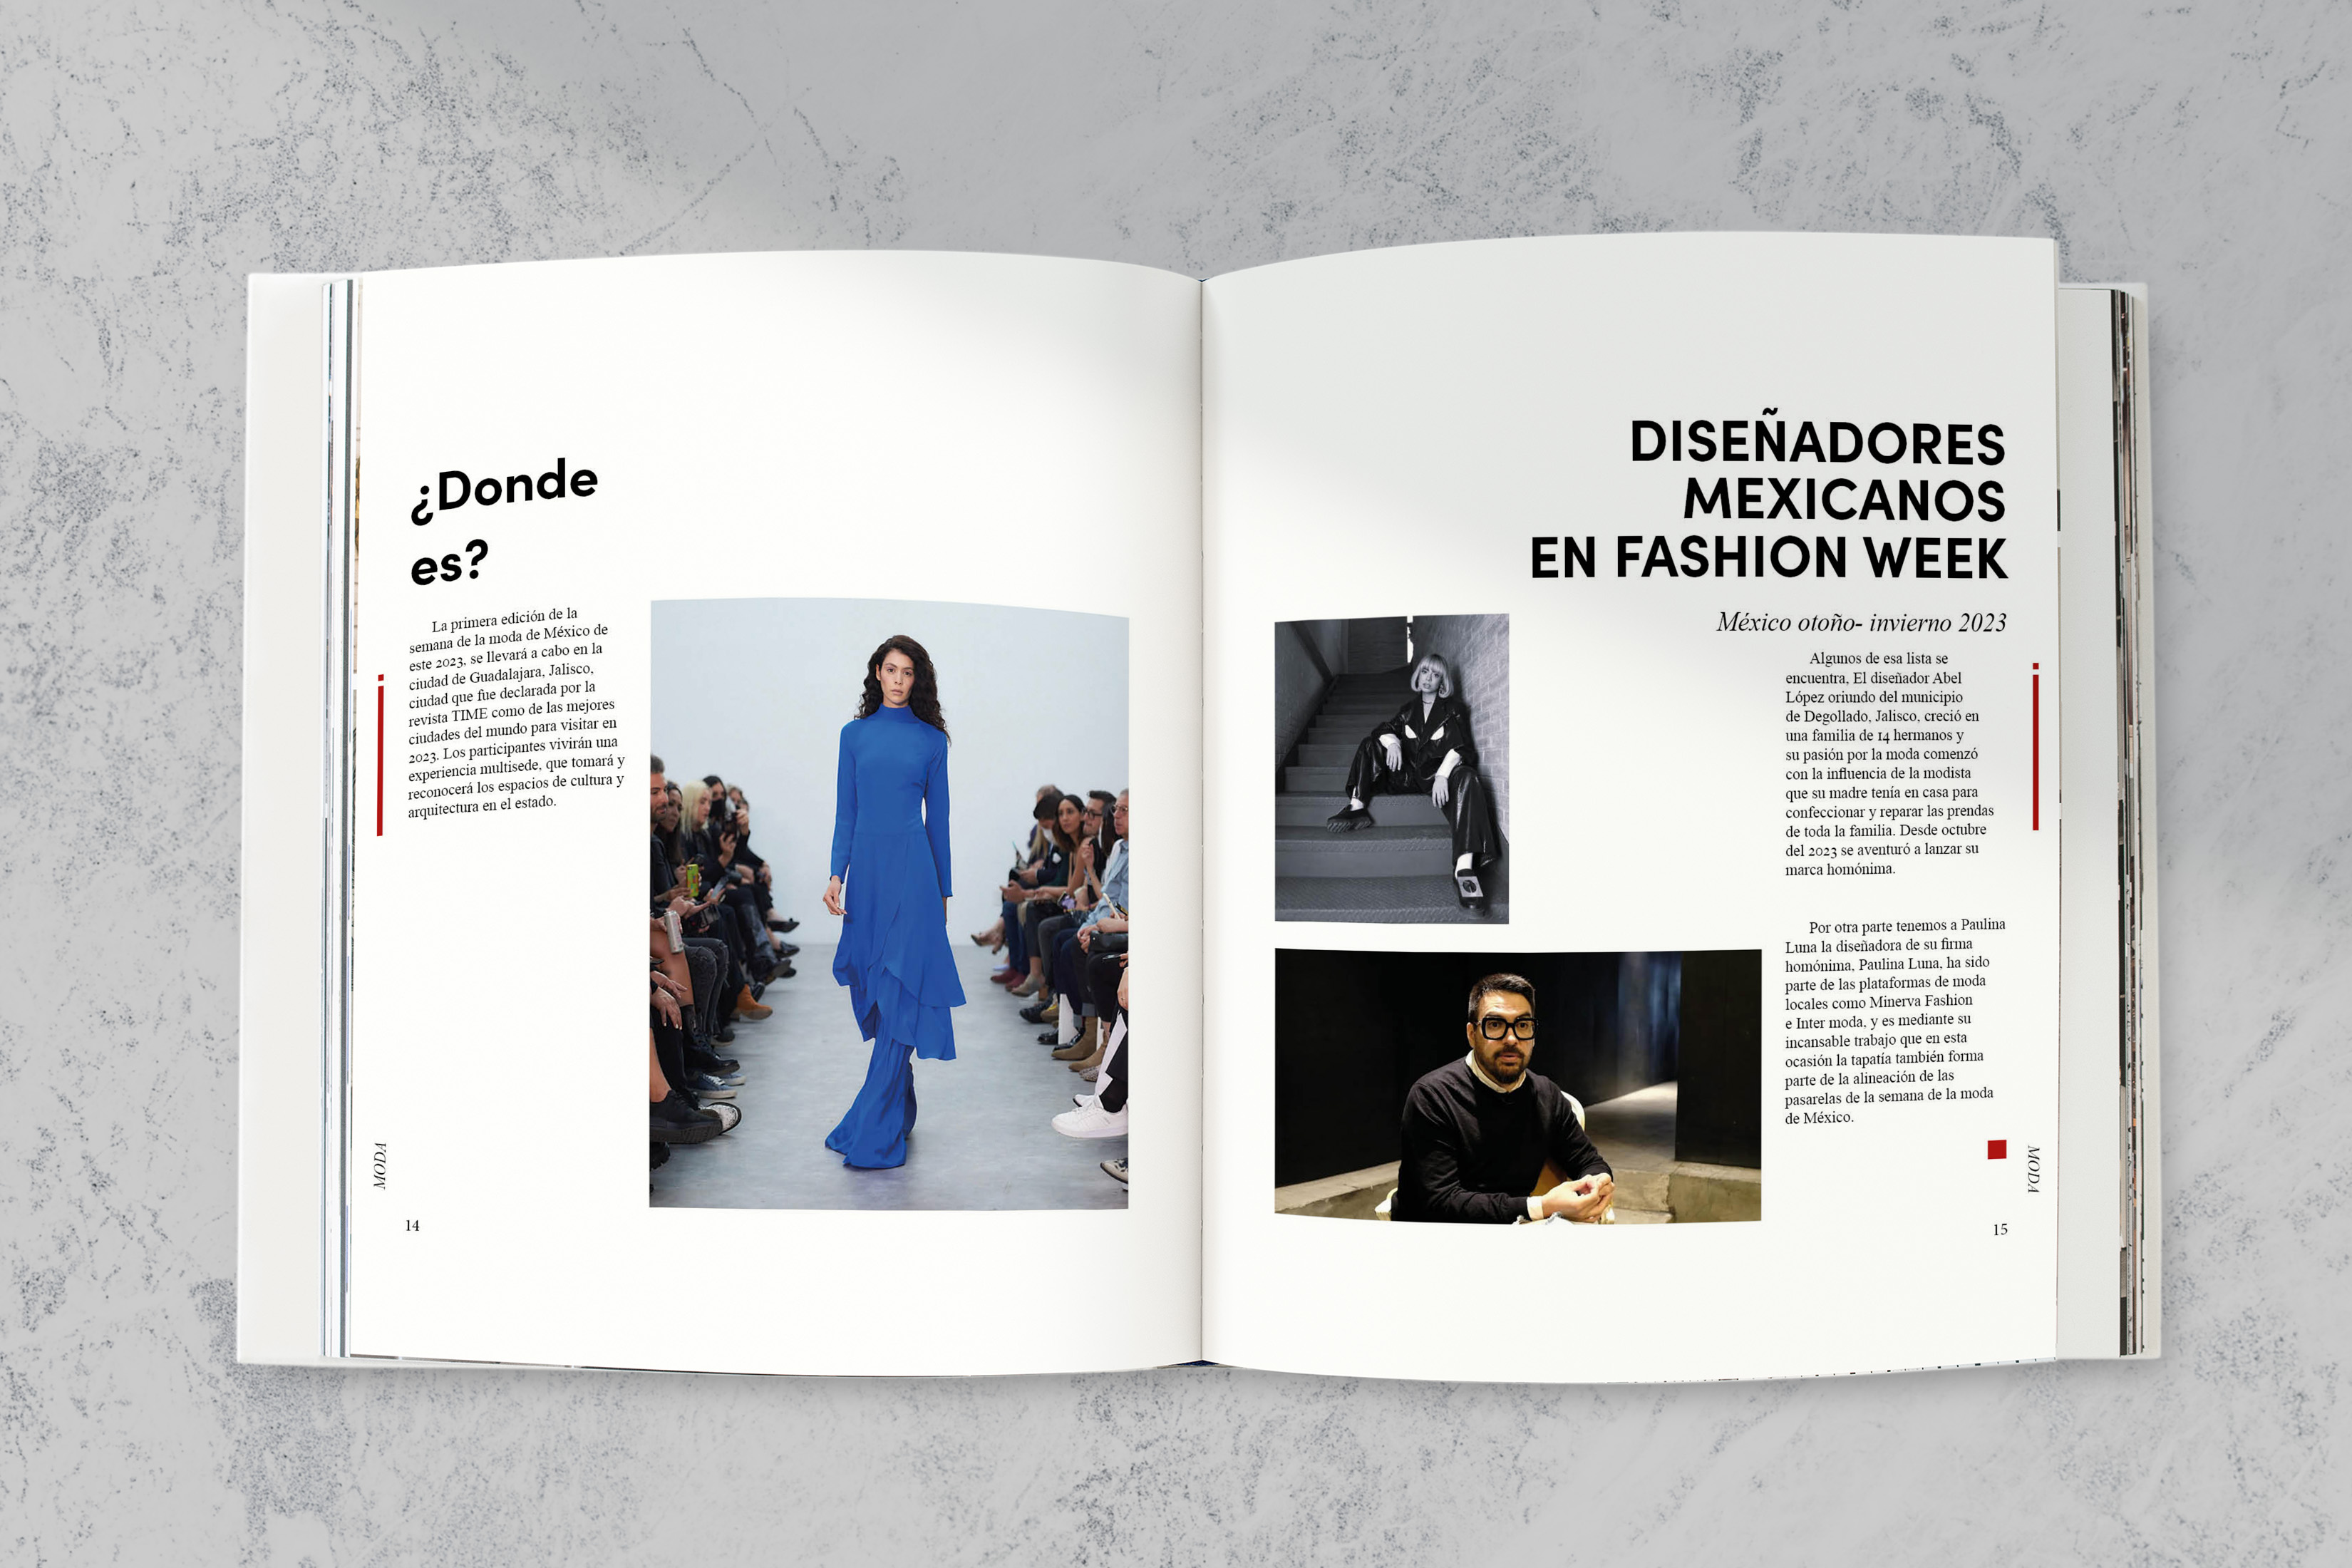 ¿Donde
es?
La primera edición de la
semana de la moda de México de
este 2023, se llevará a cabo en la
ciudad de Guadalajara, Jalisco,
ciudad que fue declarada por la
revista TIME como de las mejores
ciudades del mundo para visitar en
2023. Los participantes vivirán una
experiencia multisede, que tomará y
reconocerá los espacios de cultura y
arquitectura en el estado.
MODA
14
DISEÑADORES
MEXICANOS
EN FASHION WEEK
México otoño- invierno 2023
Algunos de esa lista se
encuentra, El diseñador Abel
López oriundo del municipio
de Degollado, Jalisco, creció en
una familia de 14 hermanos y
su pasión por la moda comenzó
con la influencia de la modista
que su madre tenía en casa para
confeccionar y reparar las prendas
de toda la familia. Desde octubre
del 2023 se aventuró a lanzar su
marca homónima.
Por otra parte tenemos a Paulina
Luna la diseñadora de su firma
homónima, Paulina Luna, ha sido
parte de las plataformas de moda
locales como Minerva Fashion
e Inter moda, y es mediante su
incansable trabajo que en esta
ocasión la tapatía también forma
parte de la alineación de las
pasarelas de la semana de la moda
de México.
MODA
15